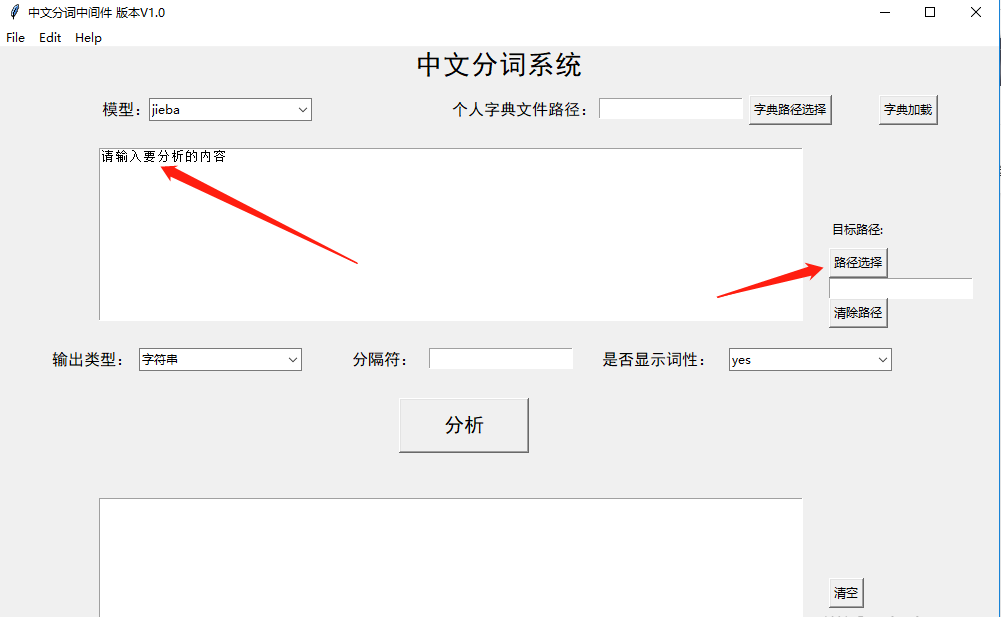 中文分词中间件 版本V1.0
File Edit Help
中文分词系统
模型： jieba 个人字典文件路径： 字典路径选择 字典加载
请输入要分析的内容
目标路径:
路径选择
清除路径
输出类型： 字符串 分隔符： 是否显示词性： yes
分析
清空